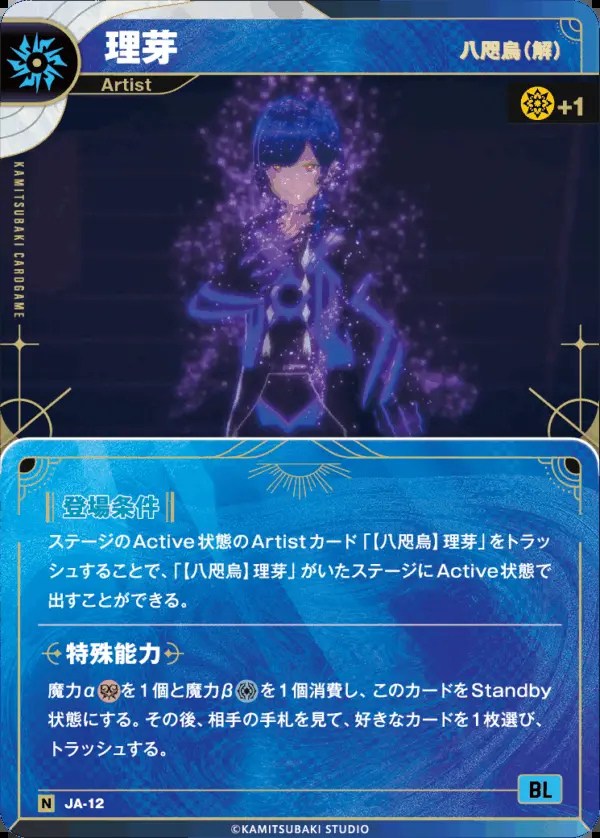 理芽
八咫烏(解)
Artist
+1
KAMITSUBAKI CARDGAME
登場条件
ステージのActive状態のArtistカード「【八咫烏】理芽」をトラッ
シュすることで、「【八咫烏】理芽」がいたステージにActive状態で
出すことができる。
特殊能力
魔力αを1個と魔力βを1個消費し、このカードをStandby
状態にする。その後、相手の手札を見て、好きなカードを1枚選び、
トラッシュする。
BL
N JA-12
©KAMITSUBAKI STUDIO